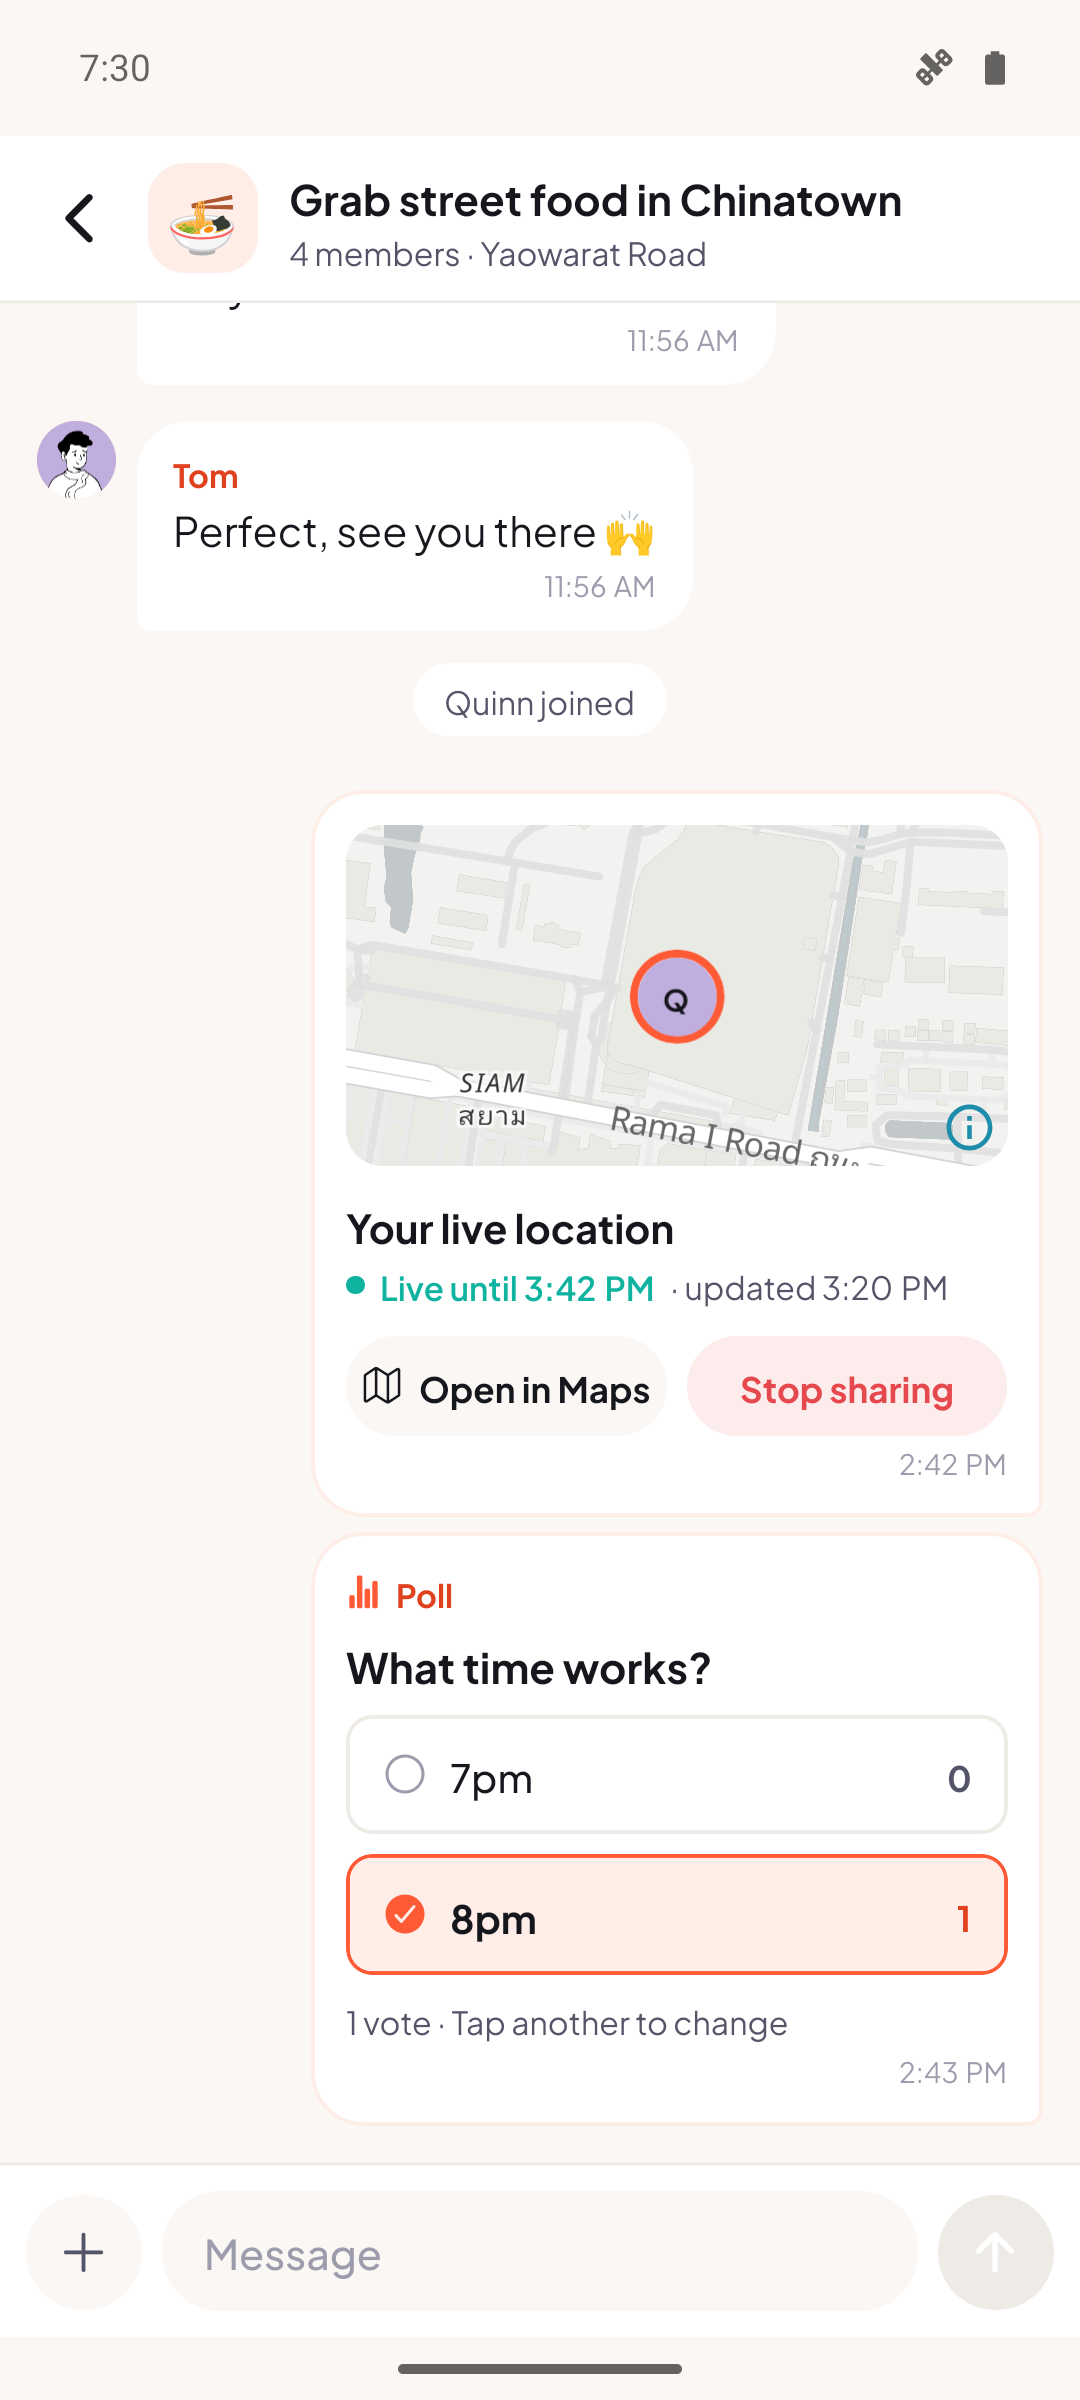 7:30
Grab street food in Chinatown
4 members · Yaowarat Road
11:56 AM
Tom
Perfect, see you there 🙌
11:56 AM
Quinn joined
Q
SIAM
สยาม
Rama I Road
Your live location
Live until 3:42 PM · updated 3:20 PM
Open in Maps
Stop sharing
2:42 PM
Poll
What time works?
7pm 0
8pm 1
1 vote · Tap another to change
2:43 PM
Message